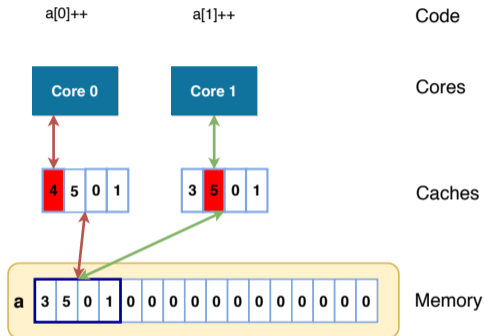 a[0]++ a[1]++ Code
Core 0 Core 1 Cores
4 5 0 1 3 5 0 1 Caches
a 3 5 0 1 0 0 0 0 0 0 0 0 0 0 0 0 Memory